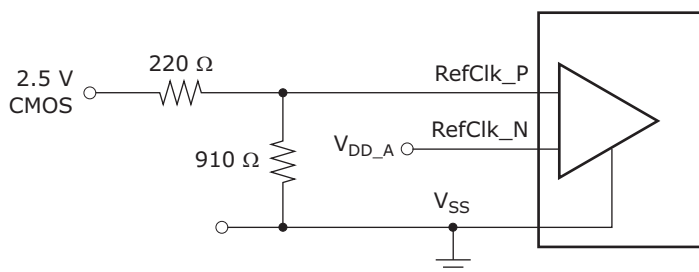 220 Ω
2.5 V
CMOS
RefClk_P
RefClk_N
V_DD_A
910 Ω
V_SS